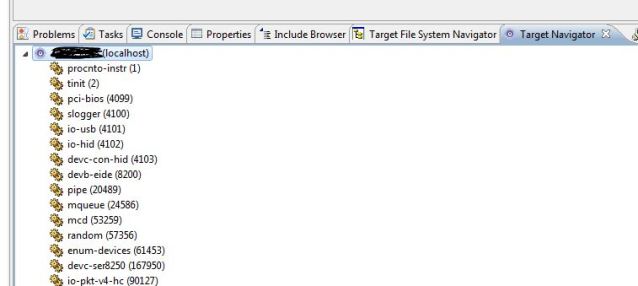 Problems Tasks Console Properties Include Browser Target File System Navigator Target Navigator
(localhost)
procnto-instr (1)
tinit (2)
pci-bios (4099)
slogger (4100)
io-usb (4101)
io-hid (4102)
devc-con-hid (4103)
devb-eide (8200)
pipe (20489)
mqueue (24586)
mcd (53259)
random (57356)
enum-devices (61453)
devc-ser8250 (167950)
io-pkt-v4-hc (90127)